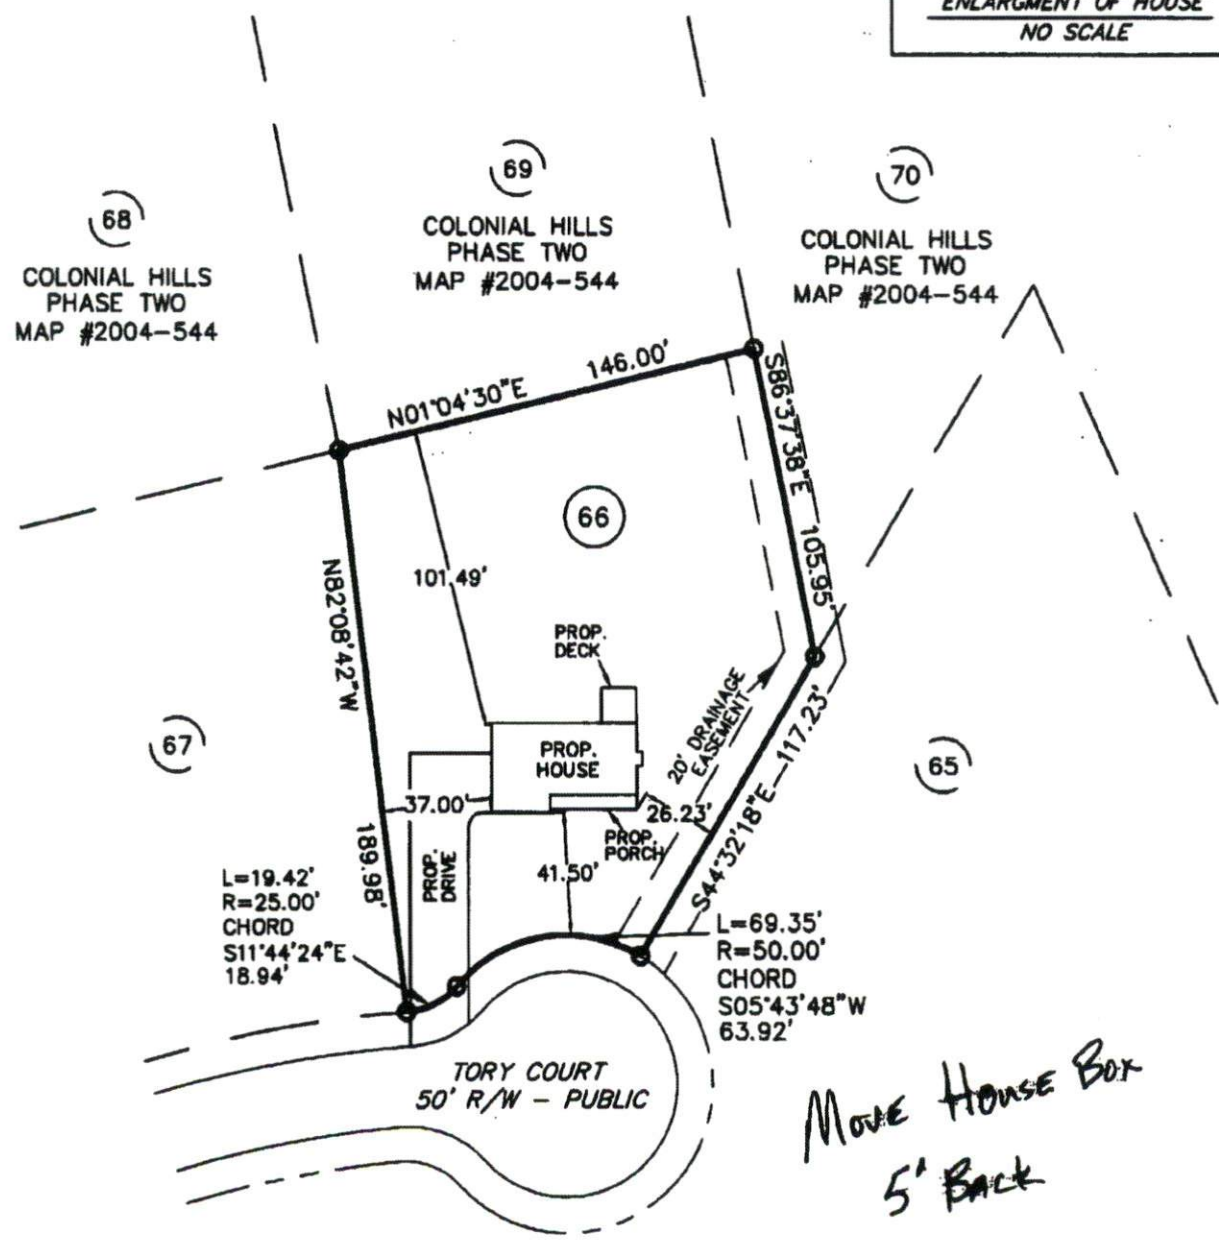 ENLARGMENT OF HOUSE
NO SCALE
69
70
68
COLONIAL HILLS
PHASE TWO
MAP #2004-544
COLONIAL HILLS
PHASE TWO
MAP #2004-544
COLONIAL HILLS
PHASE TWO
MAP #2004-544
N01°04'30"E 146.00'
S86°37'38"E 105.95'
66
101.49'
N82°08'42"W 189.98'
PROP.
DECK
67
PROP.
HOUSE
20' DRAINAGE
EASEMENT
S44°32'18"E 117.23'
65
37.00'
26.23'
PROP.
PORCH
PROP.
DRIVE
41.50'
L=19.42'
R=25.00'
CHORD
S11°44'24"E
18.94'
L=69.35'
R=50.00'
CHORD
S05°43'48"W
63.92'
TORY COURT
50' R/W - PUBLIC
Move House Box
5' Back